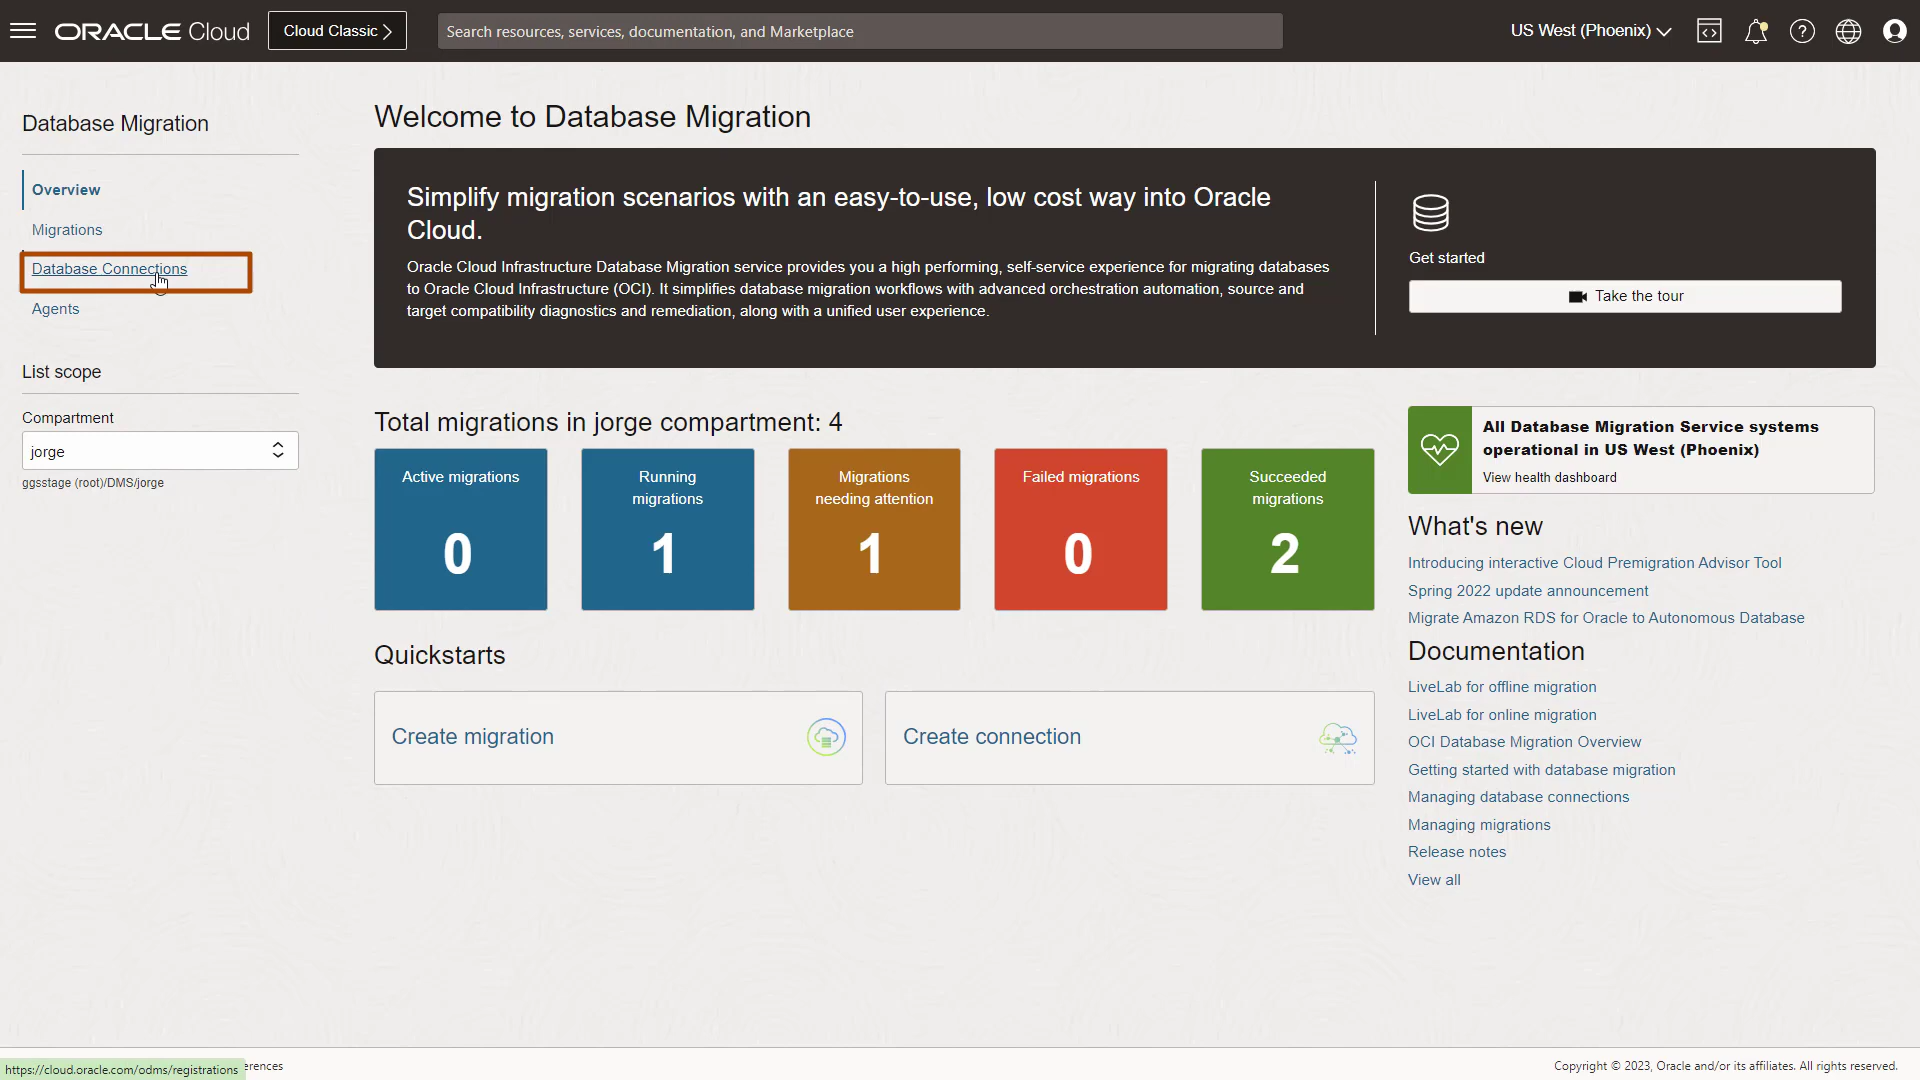 ORACLE Cloud
Cloud Classic
Search resources, services, documentation, and Marketplace
US West (Phoenix)
Database Migration
Overview
Migrations
Database Connections
Agents
List scope
Compartment
jorge
ggsstage (root)/DMS/jorge
Welcome to Database Migration
Simplify migration scenarios with an easy-to-use, low cost way into Oracle
Cloud.
Oracle Cloud Infrastructure Database Migration service provides you a high performing, self-service experience for migrating databases
to Oracle Cloud Infrastructure (OCI). It simplifies database migration workflows with advanced orchestration automation, source and
target compatibility diagnostics and remediation, along with a unified user experience.
Get started
Take the tour
Total migrations in jorge compartment: 4
Active migrations
0
Running
migrations
1
Migrations
needing attention
1
Failed migrations
0
Succeeded
migrations
2
Quickstarts
Create migration
Create connection
All Database Migration Service systems
operational in US West (Phoenix)
View health dashboard
What's new
Introducing interactive Cloud Premigration Advisor Tool
Spring 2022 update announcement
Migrate Amazon RDS for Oracle to Autonomous Database
Documentation
LiveLab for offline migration
LiveLab for online migration
OCI Database Migration Overview
Getting started with database migration
Managing database connections
Managing migrations
Release notes
View all
https://cloud.oracle.com/odms/registrations
erences
Copyright © 2023, Oracle and/or its affiliates. All rights reserved.